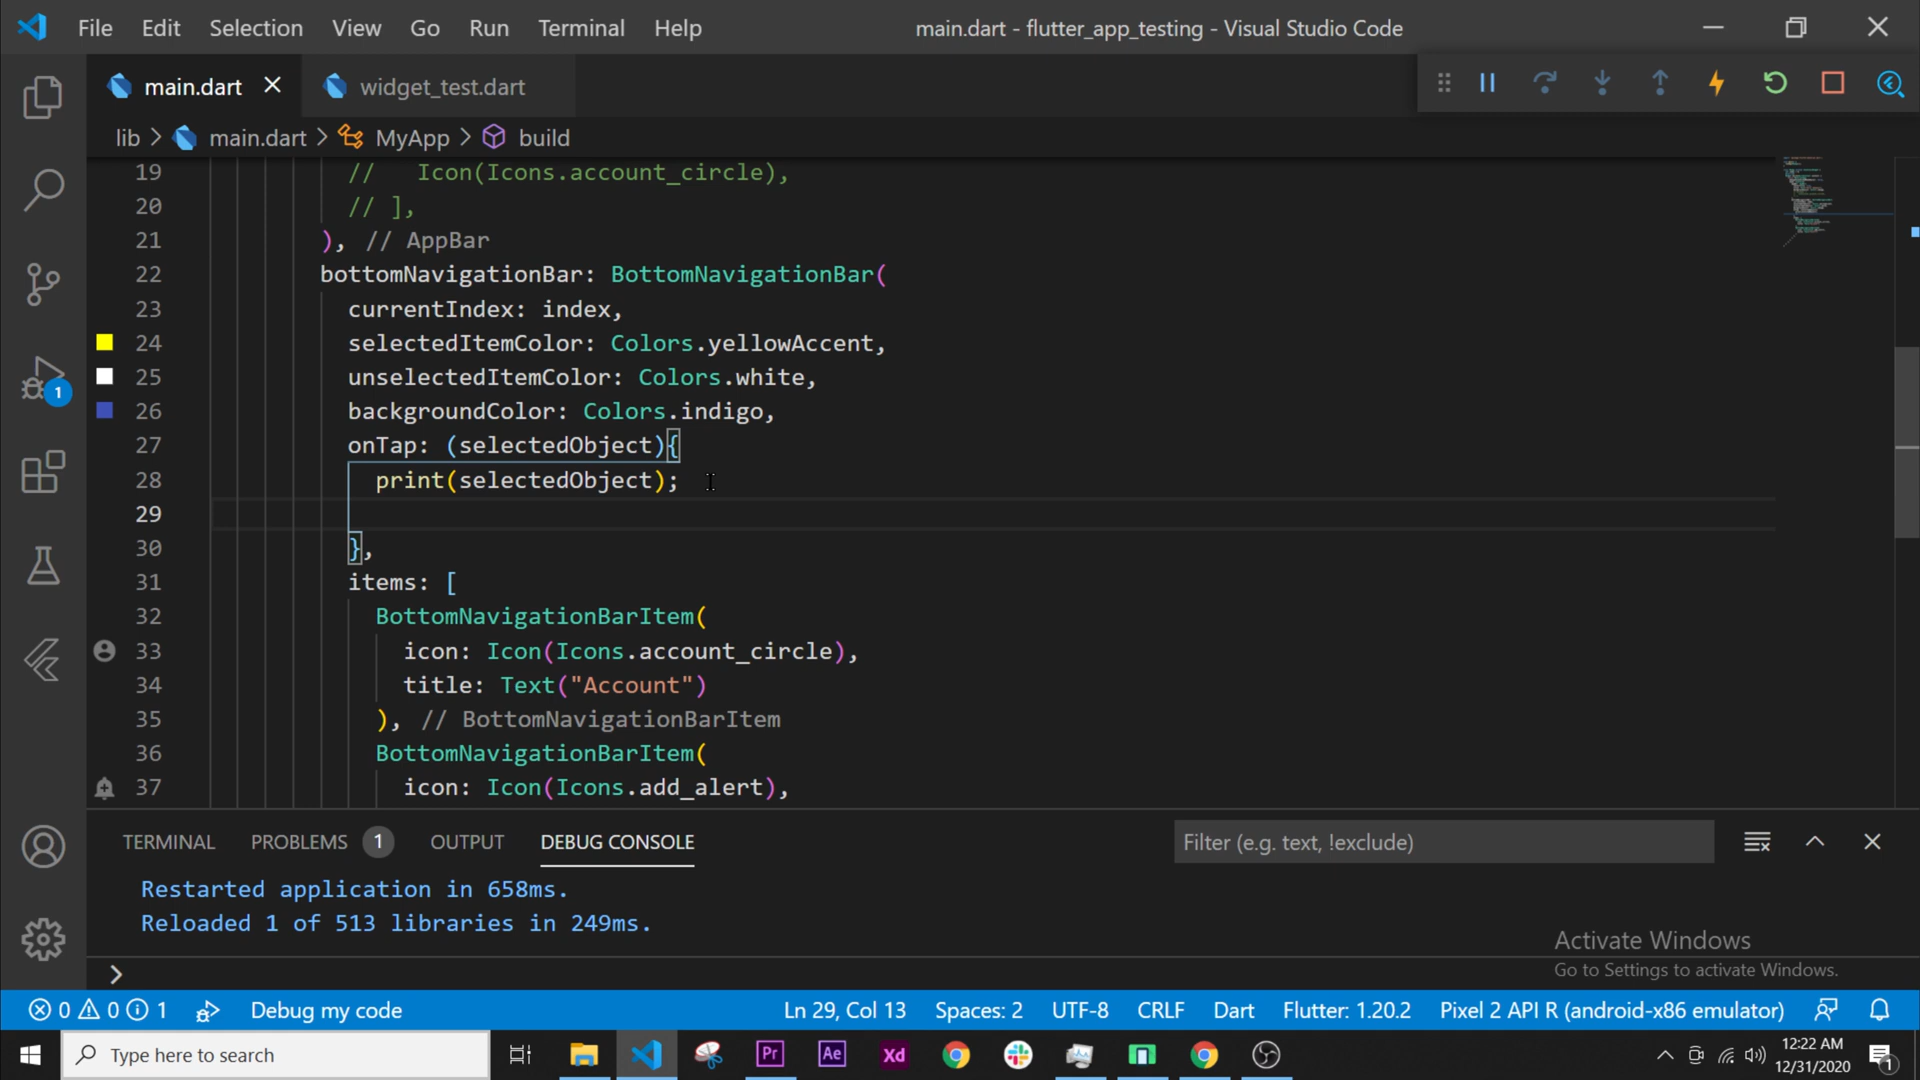 File Edit Selection View Go Run Terminal Help main.dart - flutter_app_testing - Visual Studio Code
main.dart widget_test.dart
lib > main.dart > MyApp > build
19 // Icon(Icons.account_circle),
20 // ],
21 ), // AppBar
22 bottomNavigationBar: BottomNavigationBar(
23 currentIndex: index,
24 selectedItemColor: Colors.yellowAccent,
25 unselectedItemColor: Colors.white,
26 backgroundColor: Colors.indigo,
27 onTap: (selectedObject){
28 print(selectedObject);
29
30 },
31 items: [
32 BottomNavigationBarItem(
33 icon: Icon(Icons.account_circle),
34 title: Text("Account")
35 ), // BottomNavigationBarItem
36 BottomNavigationBarItem(
37 icon: Icon(Icons.add_alert),
1
TERMINAL PROBLEMS 1 OUTPUT DEBUG CONSOLE Filter (e.g. text, !exclude)
Restarted application in 658ms.
Reloaded 1 of 513 libraries in 249ms.
Activate Windows
Go to Settings to activate Windows.
0 0 1 Debug my code Ln 29, Col 13 Spaces: 2 UTF-8 CRLF Dart Flutter: 1.20.2 Pixel 2 API R (android-x86 emulator)
Type here to search Pr Ae Xd 12:22 AM
12/31/2020 1